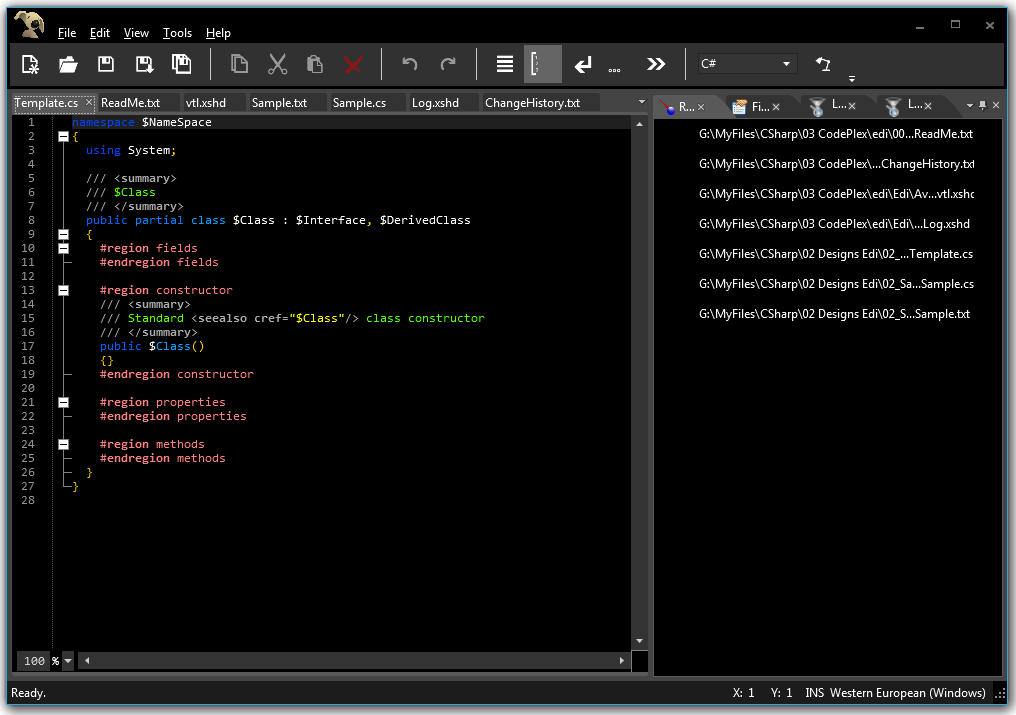 File Edit View Tools Help
C#
Template.cs ReadMe.txt vtl.xshd Sample.txt Sample.cs Log.xshd ChangeHistory.txt
R... Fi... L... L...
1 namespace $NameSpace
2 {
3 using System;
4
5 /// <summary>
6 /// $Class
7 /// </summary>
8 public partial class $Class : $Interface, $DerivedClass
9 {
10 #region fields
11 #endregion fields
12
13 #region constructor
14 /// <summary>
15 /// Standard <seealso cref="$Class"/> class constructor
16 /// </summary>
17 public $Class()
18 {}
19 #endregion constructor
20
21 #region properties
22 #endregion properties
23
24 #region methods
25 #endregion methods
26 }
27 }
28
G:\MyFiles\CSharp\03 CodePlex\edi\00...ReadMe.txt
G:\MyFiles\CSharp\03 CodePlex\...ChangeHistory.txt
G:\MyFiles\CSharp\03 CodePlex\edi\Edi\Av...vtl.xshd
G:\MyFiles\CSharp\03 CodePlex\edi\Edi\...Log.xshd
G:\MyFiles\CSharp\02 Designs Edi\02_...Template.cs
G:\MyFiles\CSharp\02 Designs Edi\02_Sa...Sample.cs
G:\MyFiles\CSharp\02 Designs Edi\02_S...Sample.txt
100 %
Ready. X: 1 Y: 1 INS Western European (Windows)